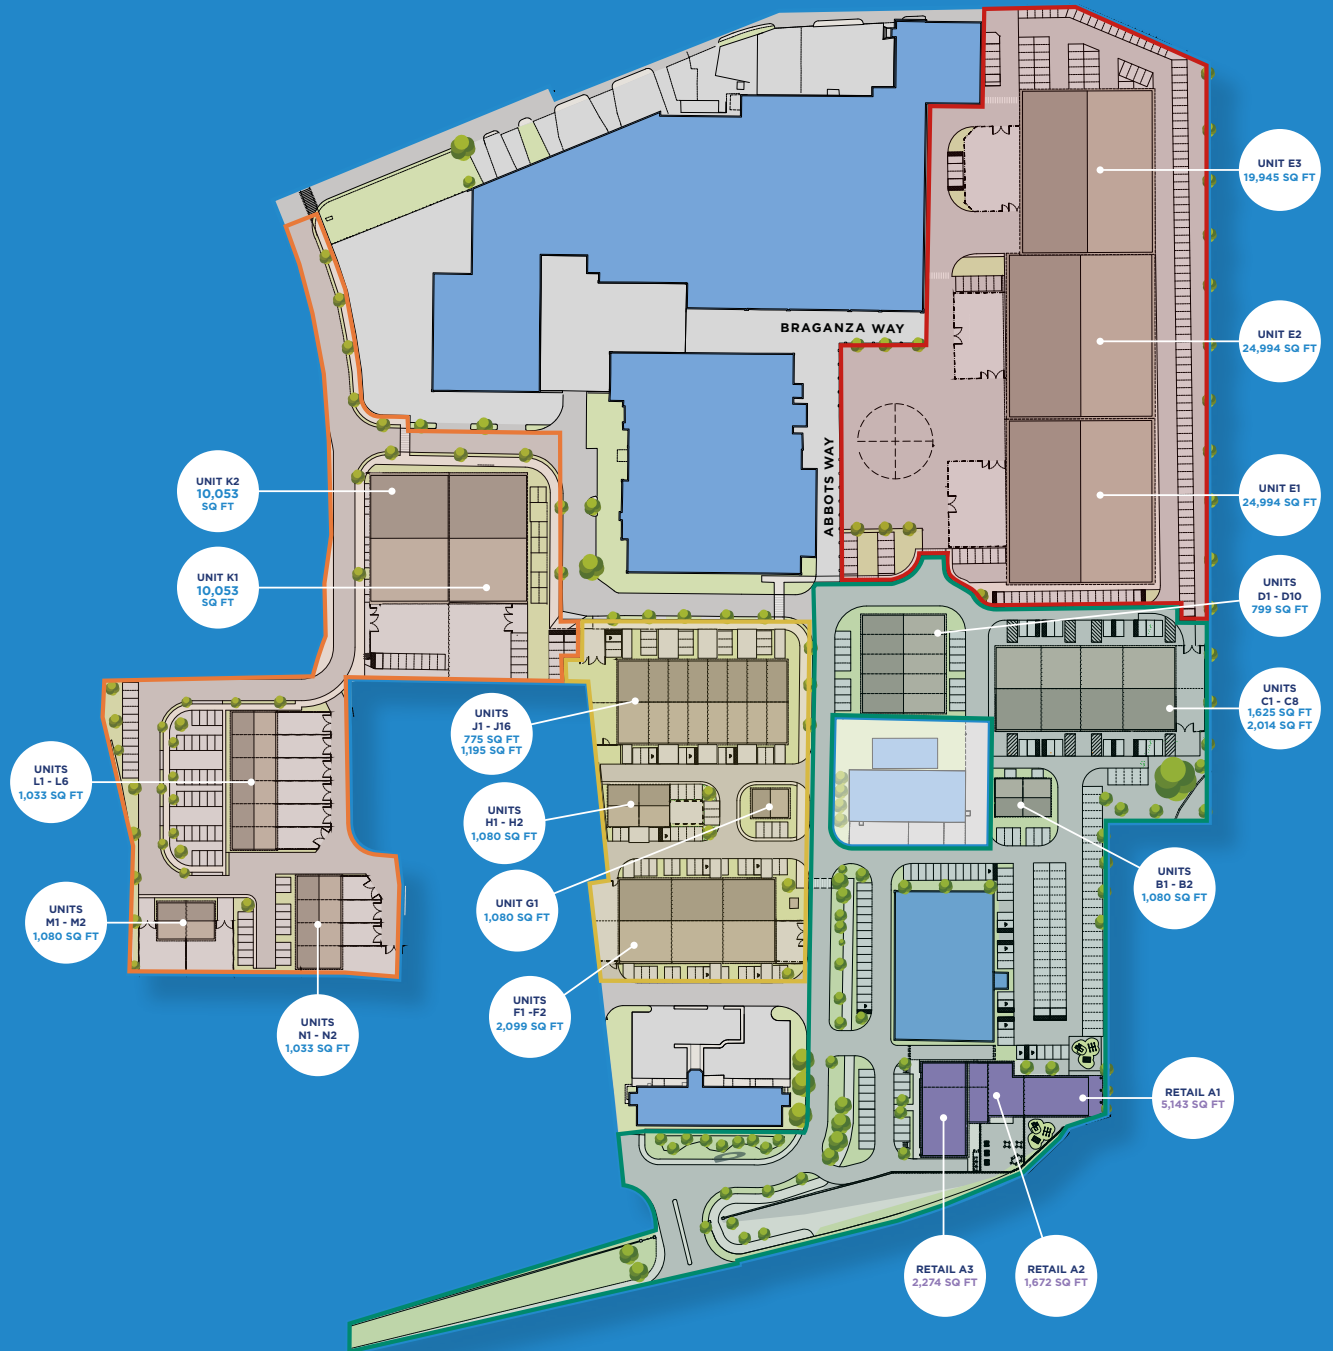 UNIT E3
19,945 SQ FT
BRAGANZA WAY
UNIT E2
24,994 SQ FT
ABBOTS WAY
UNIT K2
10,053
SQ FT
UNIT E1
24,994 SQ FT
UNIT K1
10,053
SQ FT
UNITS
D1 - D10
799 SQ FT
UNITS
C1 - C8
1,625 SQ FT
2,014 SQ FT
UNITS
J1 - J16
775 SQ FT
1,195 SQ FT
UNITS
L1 - L6
1,033 SQ FT
UNITS
H1 - H2
1,080 SQ FT
UNITS
B1 - B2
1,080 SQ FT
UNIT G1
1,080 SQ FT
UNITS
M1 - M2
1,080 SQ FT
UNITS
F1 -F2
2,099 SQ FT
UNITS
N1 - N2
1,033 SQ FT
RETAIL A1
5,143 SQ FT
RETAIL A3
2,274 SQ FT
RETAIL A2
1,672 SQ FT